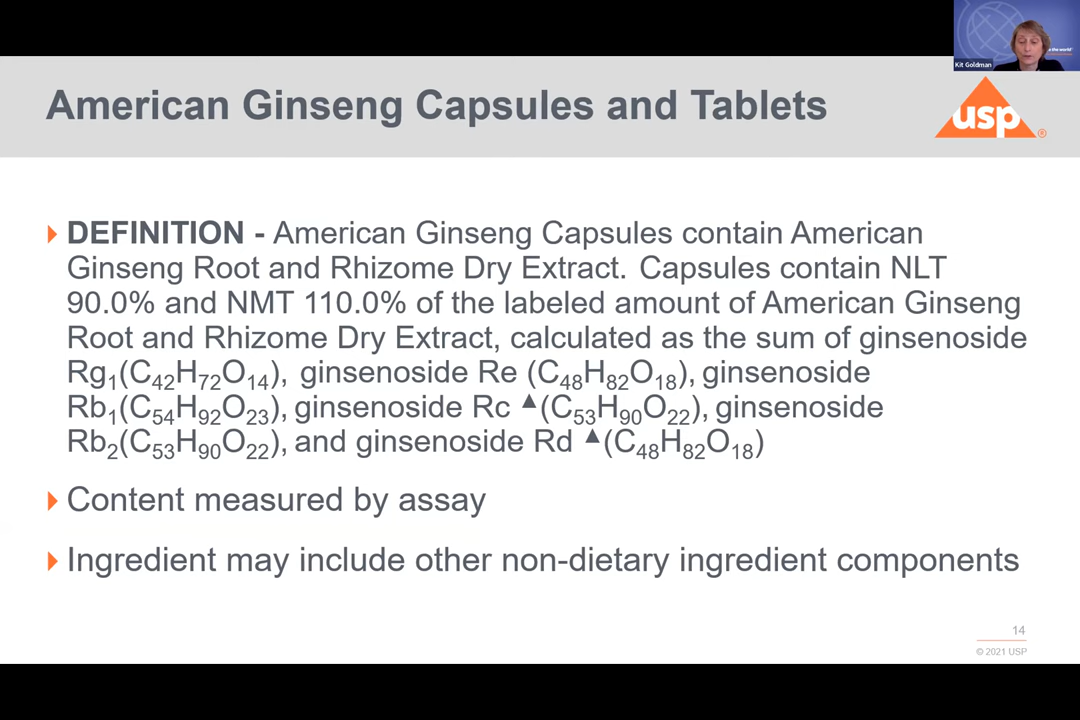 the world"
Kit Goldman
American Ginseng Capsules and Tablets
usp®
DEFINITION - American Ginseng Capsules contain American
Ginseng Root and Rhizome Dry Extract. Capsules contain NLT
90.0% and NMT 110.0% of the labeled amount of American Ginseng
Root and Rhizome Dry Extract, calculated as the sum of ginsenoside
Rg₁(C₄₂H₇₂O₁₄), ginsenoside Re (C₄₈H₈₂O₁₈), ginsenoside
Rb₁(C₅₄H₉₂O₂₃), ginsenoside Rc ▲(C₅₃H₉₀O₂₂), ginsenoside
Rb₂(C₅₃H₉₀O₂₂), and ginsenoside Rd ▲(C₄₈H₈₂O₁₈)
Content measured by assay
Ingredient may include other non-dietary ingredient components
14
© 2021 USP